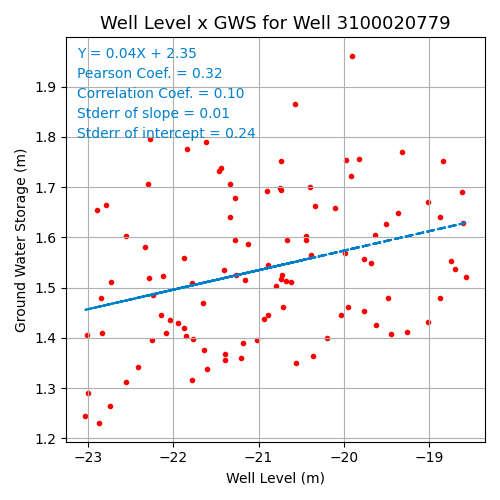 Well Level x GWS for Well 3100020779
Y = 0.04X + 2.35
Pearson Coef. = 0.32
Correlation Coef. = 0.10
Stderr of slope = 0.01
Stderr of intercept = 0.24
Ground Water Storage (m)
1.9
1.8
1.7
1.6
1.5
1.4
1.3
1.2
−23 −22 −21 −20 −19
Well Level (m)